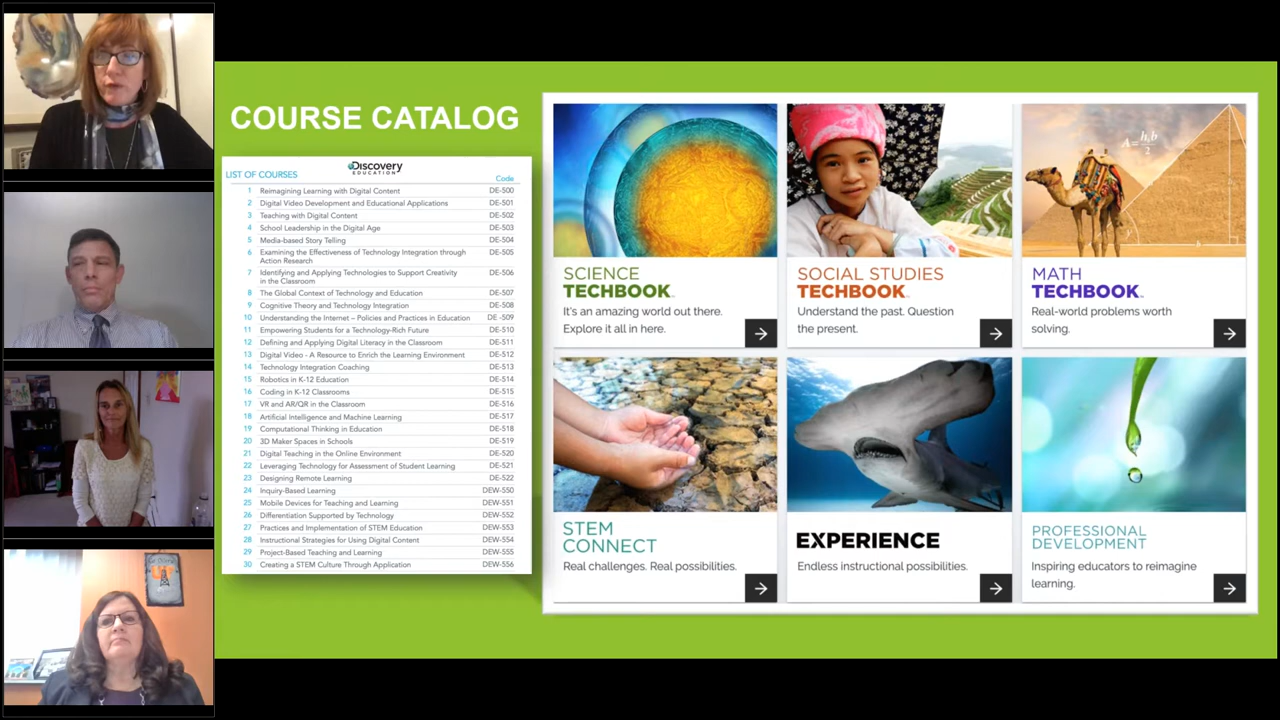 COURSE CATALOG
Discovery
EDUCATION
LIST OF COURSES
Code
1 Reimagining Learning with Digital Content DE-500
2 Digital Video Development and Educational Applications DE-501
3 Teaching with Digital Content DE-502
4 School Leadership in the Digital Age DE-503
5 Media-based Story Telling DE-504
6 Examining the Effectiveness of Technology Integration through DE-505
Action Research
7 Identifying and Applying Technologies to Support Creativity DE-506
in the Classroom
8 The Global Context of Technology and Education DE-507
9 Cognitive Theory and Technology Integration DE-508
10 Understanding the Internet – Policies and Practices in Education DE -509
11 Empowering Students for a Technology-Rich Future DE-510
12 Defining and Applying Digital Literacy in the Classroom DE-511
13 Digital Video - A Resource to Enrich the Learning Environment DE-512
14 Technology Integration Coaching DE-513
15 Robotics in K-12 Education DE-514
16 Coding in K-12 Classrooms DE-515
17 VR and AR/QR in the Classroom DE-516
18 Artificial Intelligence and Machine Learning DE-517
19 Computational Thinking in Education DE-518
20 3D Maker Spaces in Schools DE-519
21 Digital Teaching in the Online Environment DE-520
22 Leveraging Technology for Assessment of Student Learning DE-521
23 Designing Remote Learning DE-522
24 Inquiry-Based Learning DEW-550
25 Mobile Devices for Teaching and Learning DEW-551
26 Differentiation Supported by Technology DEW-552
27 Practices and Implementation of STEM Education DEW-553
28 Instructional Strategies for Using Digital Content DEW-554
29 Project-Based Teaching and Learning DEW-555
30 Creating a STEM Culture Through Application DEW-556
SCIENCE
TECHBOOK
It's an amazing world out there.
Explore it all in here.
SOCIAL STUDIES
TECHBOOK
Understand the past. Question
the present.
MATH
TECHBOOK
Real-world problems worth
solving.
STEM
CONNECT
Real challenges. Real possibilities.
EXPERIENCE
Endless instructional possibilities.
PROFESSIONAL
DEVELOPMENT
Inspiring educators to reimagine
learning.
UT